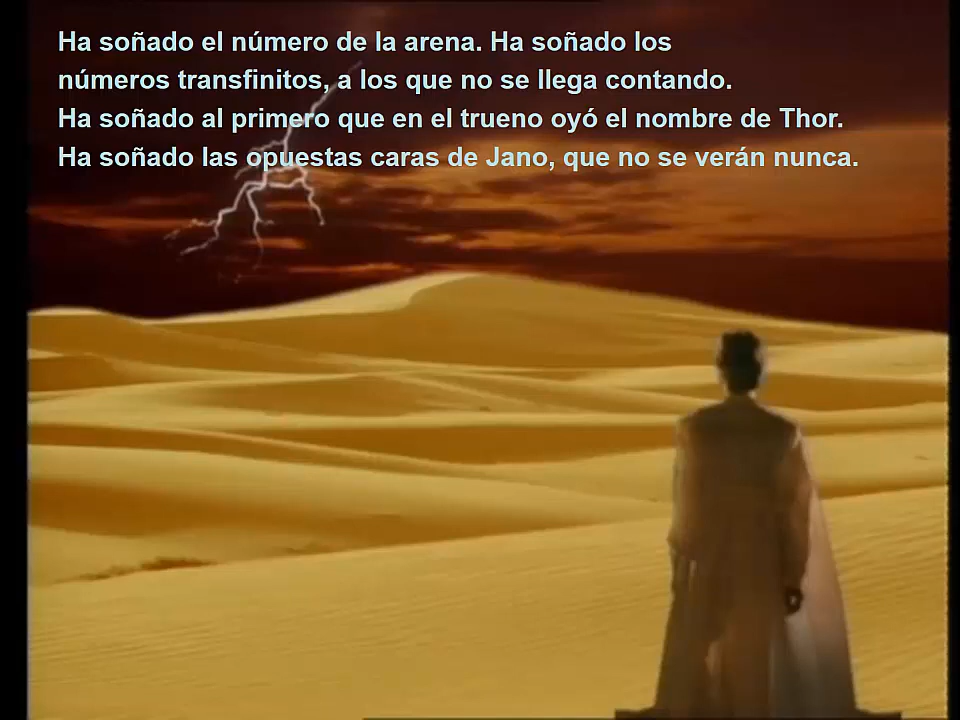 Ha soñado el número de la arena. Ha soñado los
números transfinitos, a los que no se llega contando.
Ha soñado al primero que en el trueno oyó el nombre de Thor.
Ha soñado las opuestas caras de Jano, que no se verán nunca.